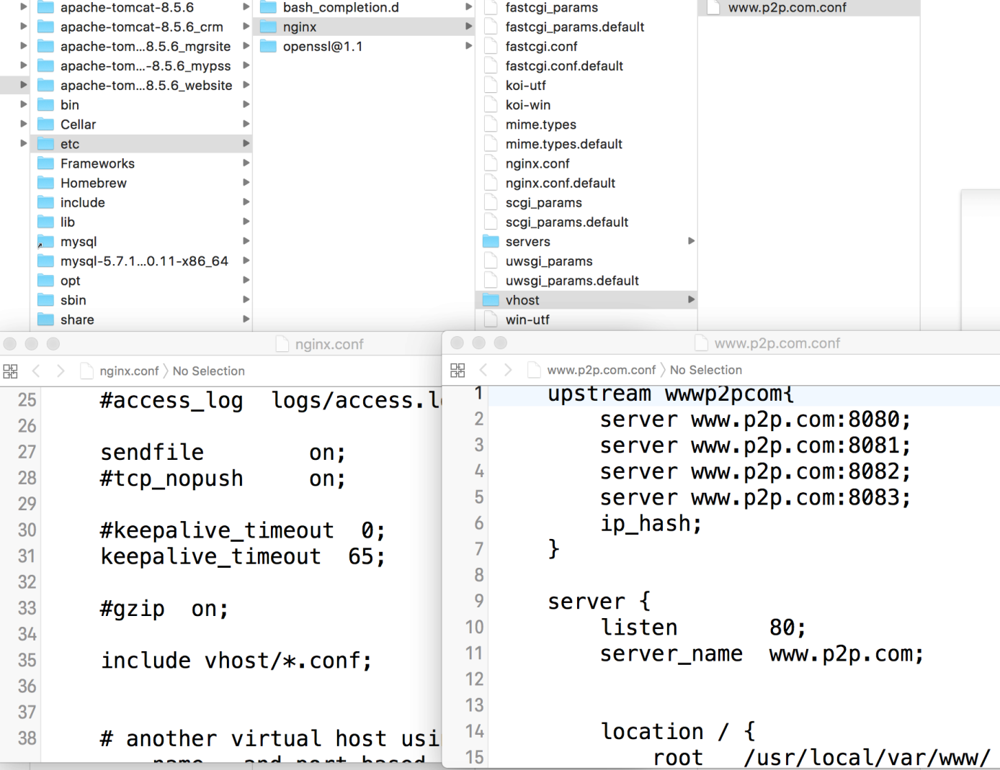 apache-tomcat-8.5.6
apache-tomcat-8.5.6_crm
apache-tom...8.5.6_mgrsite
apache-tom...-8.5.6_mypss
apache-tom...8.5.6_website
bin
Cellar
etc
Frameworks
Homebrew
include
lib
mysql
mysql-5.7.1...0.11-x86_64
opt
sbin
share
bash_completion.d
nginx
openssl@1.1
fastcgi_params
fastcgi_params.default
fastcgi.conf
fastcgi.conf.default
koi-utf
koi-win
mime.types
mime.types.default
nginx.conf
nginx.conf.default
scgi_params
scgi_params.default
servers
uwsgi_params
uwsgi_params.default
vhost
win-utf
www.p2p.com.conf
nginx.conf
nginx.conf 〉 No Selection
25 #access_log  logs/access.l
26
27 sendfile        on;
28 #tcp_nopush     on;
29
30 #keepalive_timeout  0;
31 keepalive_timeout  65;
32
33 #gzip  on;
34
35 include vhost/*.conf;
36
37
38 # another virtual host usi
name   and port based
www.p2p.com.conf
www.p2p.com.conf 〉 No Selection
1 upstream wwwp2pcom{
2     server www.p2p.com:8080;
3     server www.p2p.com:8081;
4     server www.p2p.com:8082;
5     server www.p2p.com:8083;
6     ip_hash;
7 }
8
9 server {
10     listen       80;
11     server_name  www.p2p.com;
12
13
14     location / {
15         root   /usr/local/var/www/